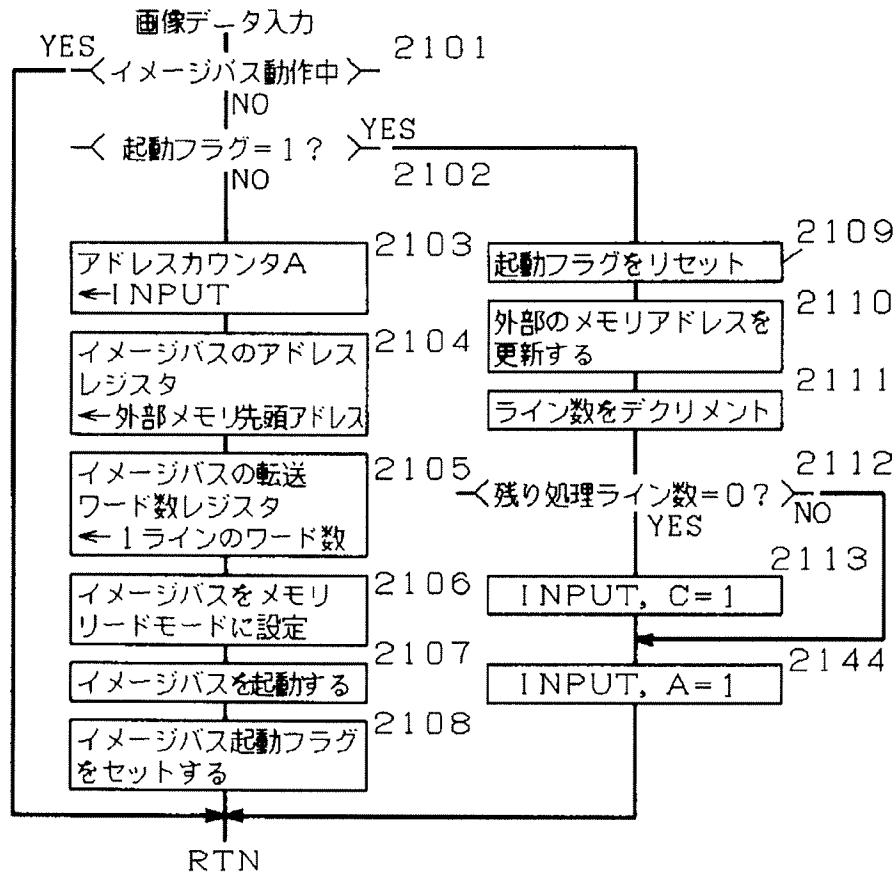 画像データ入力
YES
イメージバス動作中
2101
NO
起動フラグ=1?
YES
2102
NO
2103
アドレスカウンタA
←INPUT
2104
イメージバスのアドレス
レジスタ
←外部メモリ先頭アドレス
2105
イメージバスの転送
ワード数レジスタ
←1ラインのワード数
2106
イメージバスをメモリ
リードモードに設定
2107
イメージバスを起動する
2108
イメージバス起動フラグ
をセットする
2109
起動フラグをリセット
2110
外部のメモリアドレスを
更新する
2111
ライン数をデクリメント
2112
残り処理ライン数=0?
YES
NO
2113
INPUT, C=1
2144
INPUT, A=1
RTN